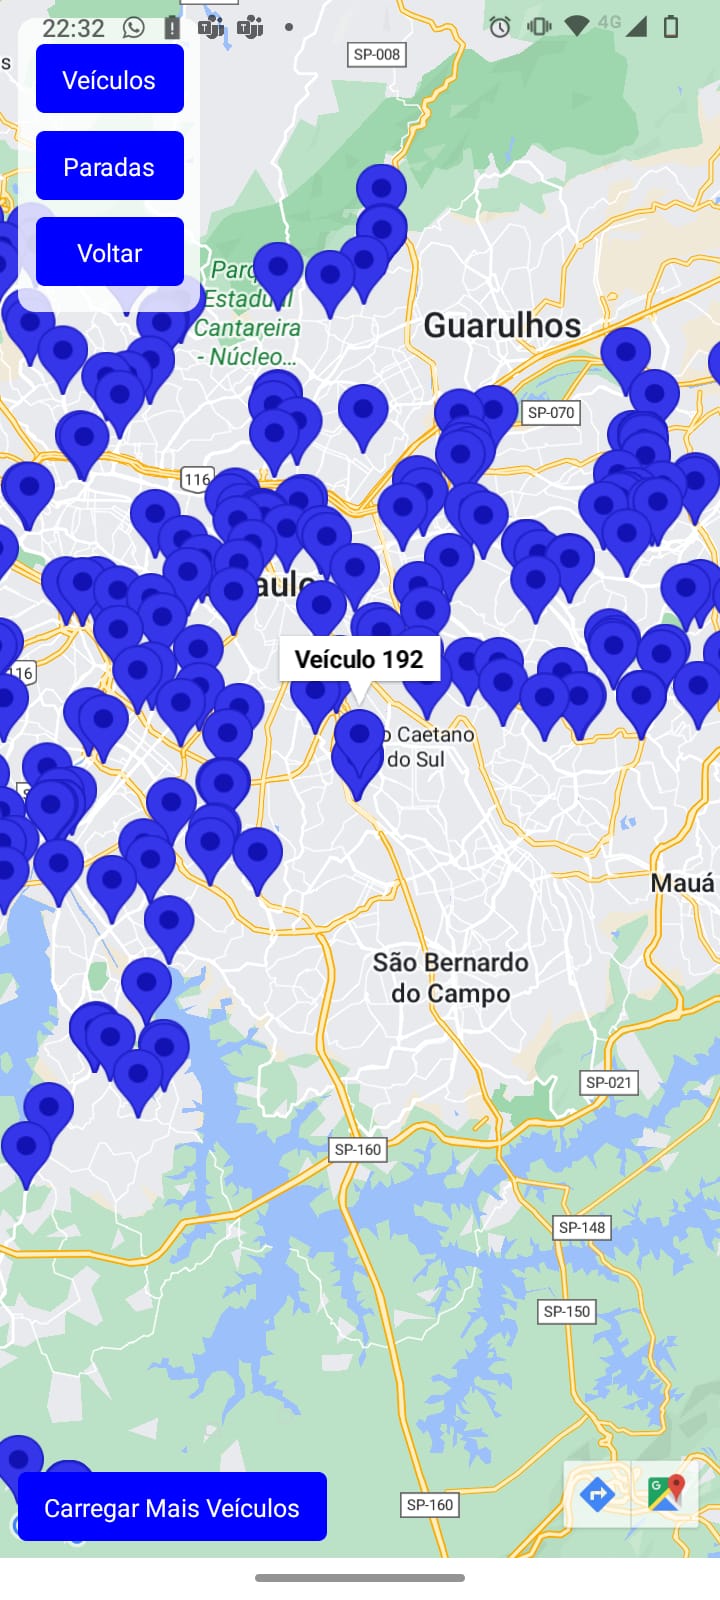 22:32
4G
SP-008
s
Veículos
Paradas
Voltar
Parq
Estadual
Cantareira
- Núcleo...
Guarulhos
SP-070
116
aulo
Veículo 192
16
o Caetano
do Sul
Mauá
São Bernardo
do Campo
SP-021
SP-160
SP-148
SP-150
Carregar Mais Veículos
SP-160